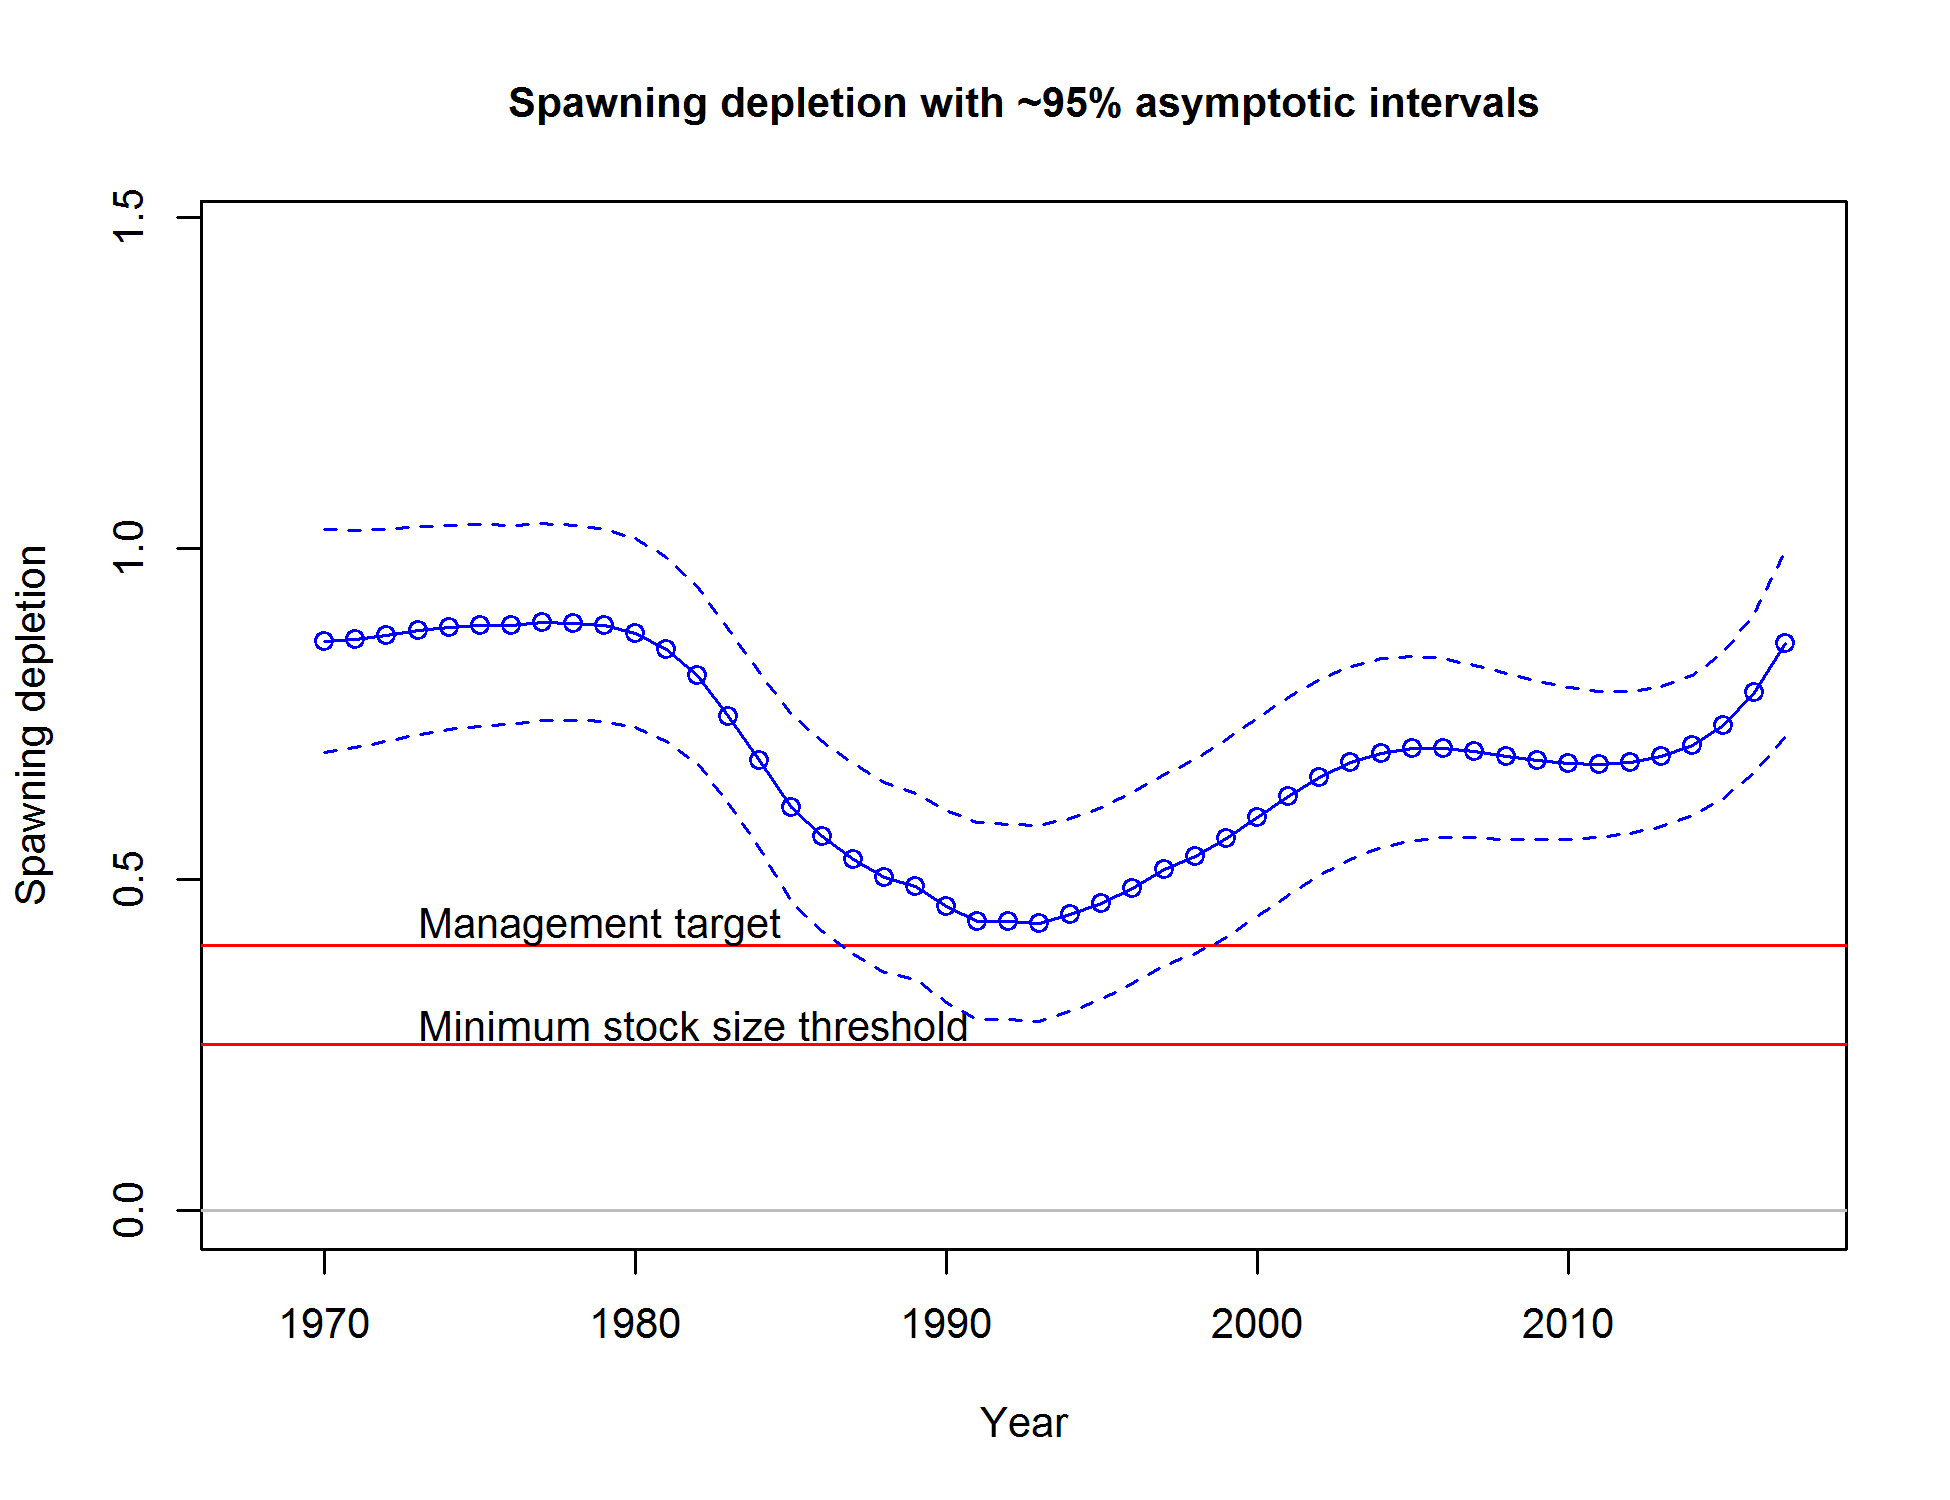 Spawning depletion with ~95% asymptotic intervals
Spawning depletion
1.5
1.0
0.5
0.0
Management target
Minimum stock size threshold
1970
1980
1990
2000
2010
Year